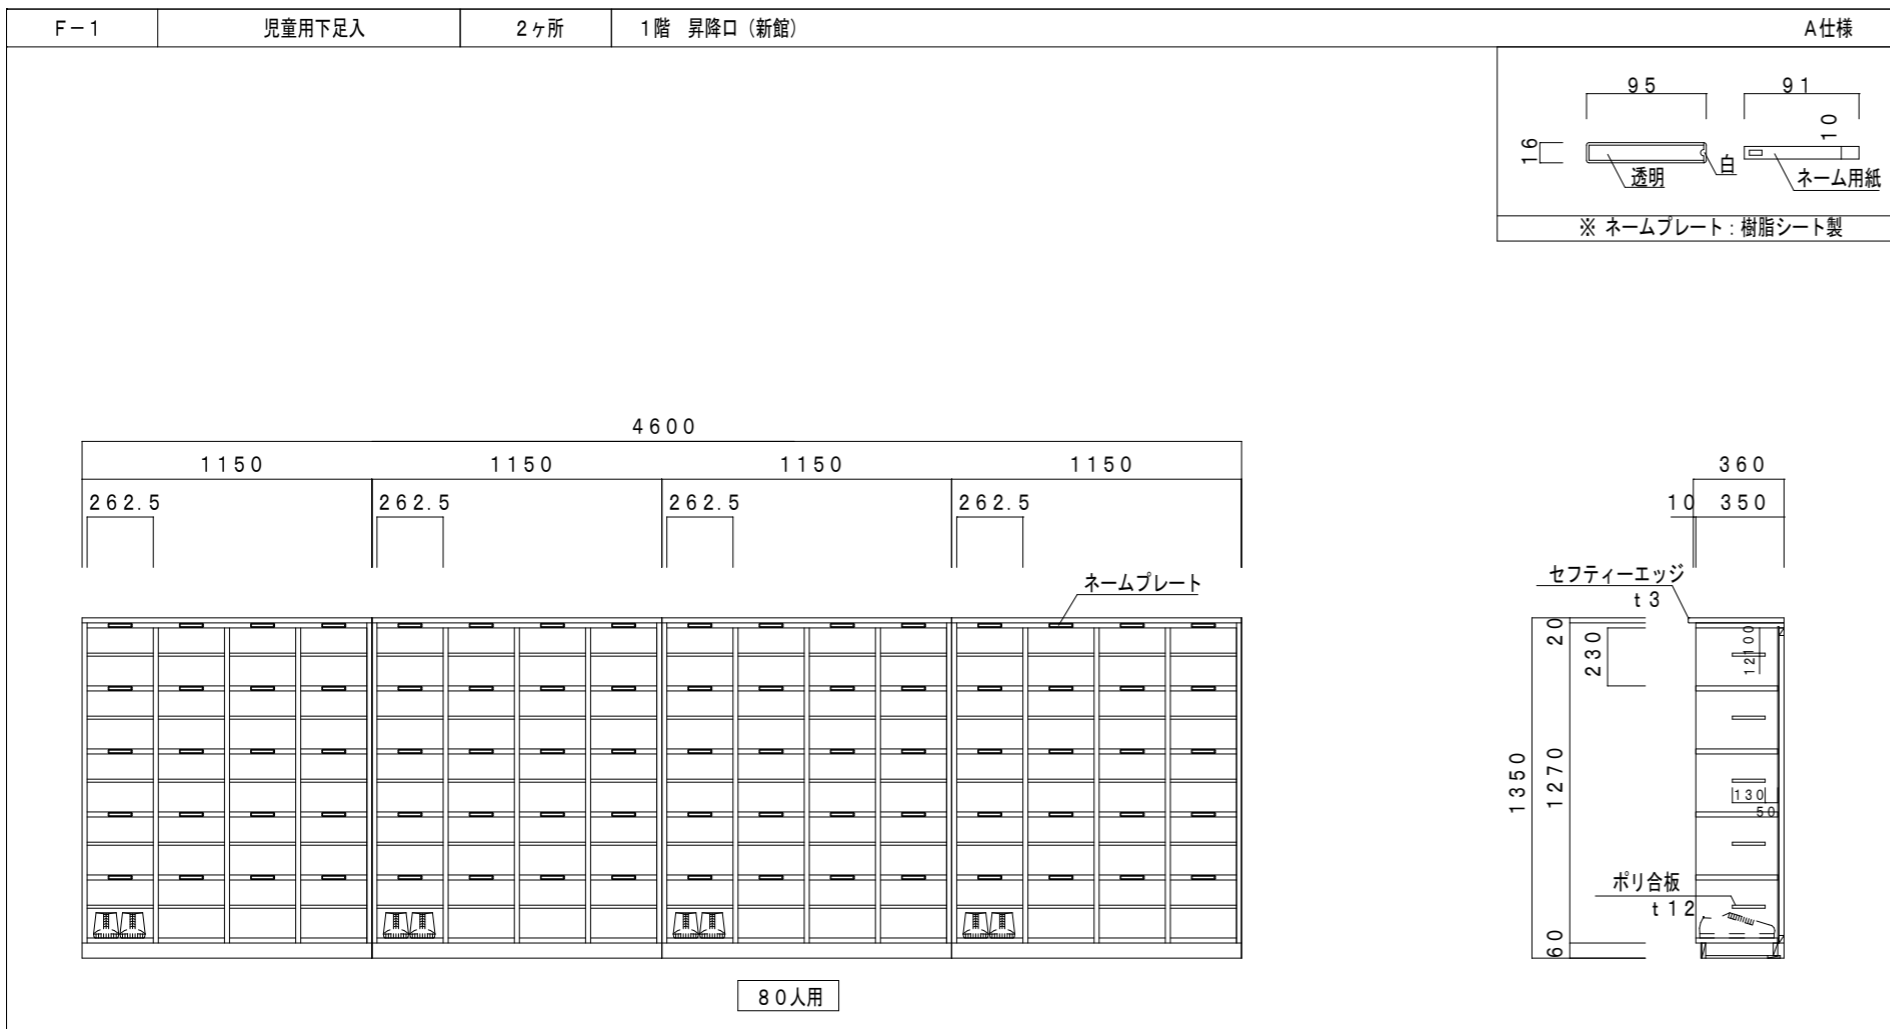 F-1 児童用下足入 2ヶ所 1階 昇降口(新館) A仕様
95 91
10
16
透明 白 ネーム用紙
※ ネームプレート:樹脂シート製
4600
1150 1150 1150 1150
262.5 262.5 262.5 262.5
ネームプレート
80人用
360
10 350
セフティーエッジ
t3
20
230
12 100
1350
1270
130
50
ポリ合板
t12
60